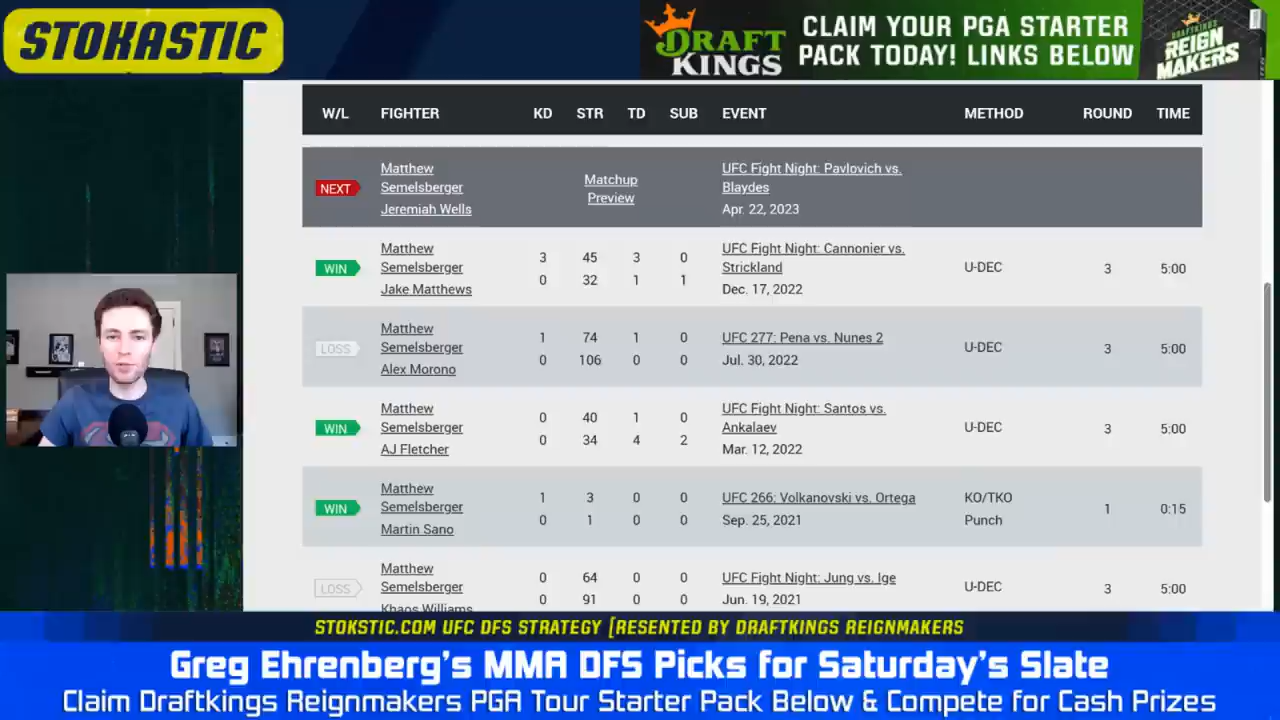 STOKASTIC
DRAFT
KINGS
CLAIM YOUR PGA STARTER
PACK TODAY! LINKS BELOW
DRAFTKINGS
REIGN
MAKERS
W/L FIGHTER KD STR TD SUB EVENT METHOD ROUND TIME
NEXT
Matthew
Semelsberger
Jeremiah Wells
Matchup
Preview
UFC Fight Night: Pavlovich vs.
Blaydes
Apr. 22, 2023
WIN
Matthew
Semelsberger
Jake Matthews
3 45 3 0
0 32 1 1
UFC Fight Night: Cannonier vs.
Strickland
Dec. 17, 2022
U-DEC
3
5:00
LOSS
Matthew
Semelsberger
Alex Morono
1 74 1 0
0 106 0 0
UFC 277: Pena vs. Nunes 2
Jul. 30, 2022
U-DEC
3
5:00
WIN
Matthew
Semelsberger
AJ Fletcher
0 40 1 0
0 34 4 2
UFC Fight Night: Santos vs.
Ankalaev
Mar. 12, 2022
U-DEC
3
5:00
WIN
Matthew
Semelsberger
Martin Sano
1 3 0 0
0 1 0 0
UFC 266: Volkanovski vs. Ortega
Sep. 25, 2021
KO/TKO
Punch
1
0:15
LOSS
Matthew
Semelsberger
Khaos Williams
0 64 0 0
0 91 0 0
UFC Fight Night: Jung vs. Ige
Jun. 19, 2021
U-DEC
3
5:00
STOKSTIC.COM UFC DFS STRATEGY [RESENTED BY DRAFTKINGS REIGNMAKERS
Greg Ehrenberg's MMA DFS Picks for Saturday's Slate
Claim Draftkings Reignmakers PGA Tour Starter Pack Below & Compete for Cash Prizes